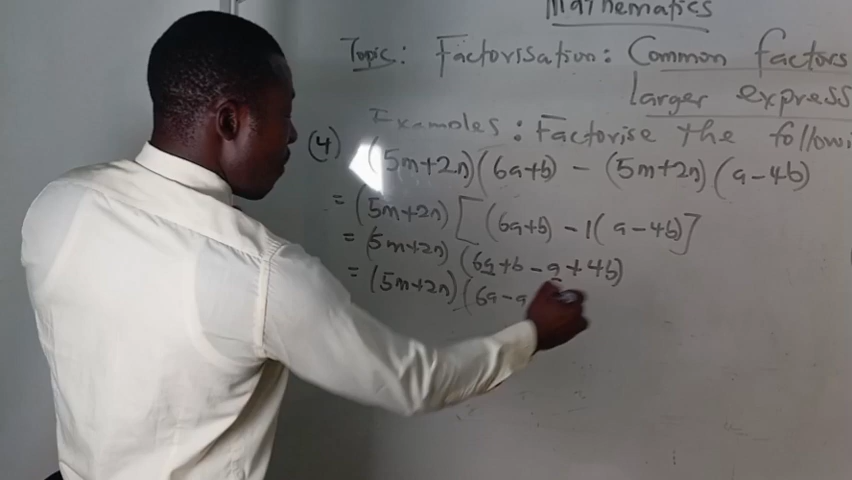 Mathematics
Topic: Factorisation: Common factors
larger express
Examples: Factorise the followi
(4) (5m+2n)(6a+b) - (5m+2n)(a-4b)
= (5m+2n)[(6a+b) - 1(a-4b)]
= (5m+2n)(6a+b-a+4b)
= (5m+2n)(6a-a